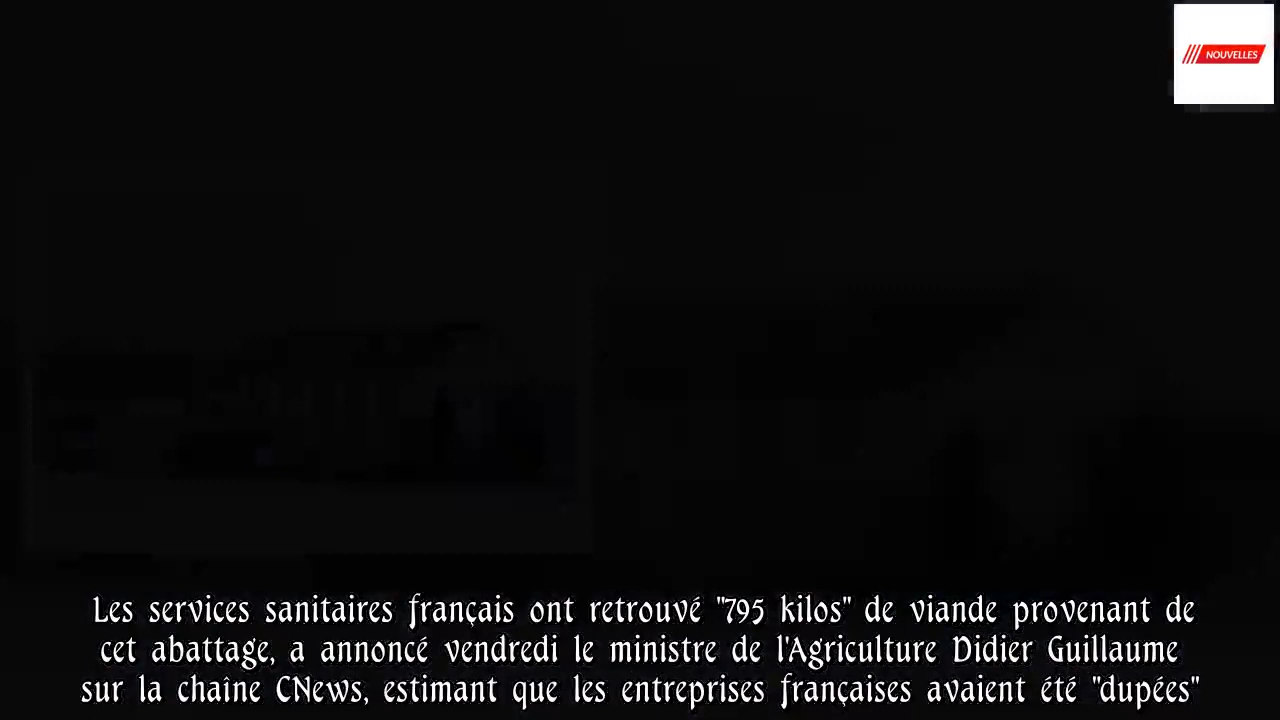 NOUVELLES
Les services sanitaires français ont retrouvé "795 kilos" de viande provenant de
cet abattage, a annoncé vendredi le ministre de l'Agriculture Didier Guillaume
sur la chaîne CNews, estimant que les entreprises françaises avaient été "dupées"